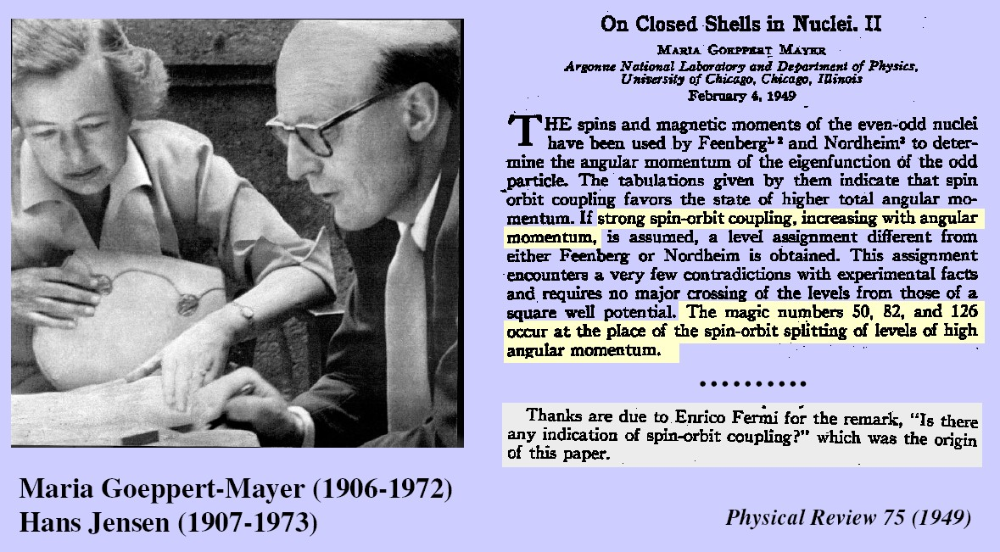 On Closed Shells in Nuclei. II
MARIA GOEPPERT MAYER
Argonne National Laboratory and Department of Physics,
University of Chicago, Chicago, Illinois
February 4, 1949
THE spins and magnetic moments of the even-odd nuclei
have been used by Feenberg¹,² and Nordheim³ to deter-
mine the angular momentum of the eigenfunction of the odd
particle. The tabulations given by them indicate that spin
orbit coupling favors the state of higher total angular mo-
mentum. If strong spin-orbit coupling, increasing with angular
momentum, is assumed, a level assignment different from
either Feenberg or Nordheim is obtained. This assignment
encounters a very few contradictions with experimental facts
and requires no major crossing of the levels from those of a
square well potential. The magic numbers 50, 82, and 126
occur at the place of the spin-orbit splitting of levels of high
angular momentum.
..........
Thanks are due to Enrico Fermi for the remark, “Is there
any indication of spin-orbit coupling?” which was the origin
of this paper.
Maria Goeppert-Mayer (1906-1972)
Hans Jensen (1907-1973)
Physical Review 75 (1949)